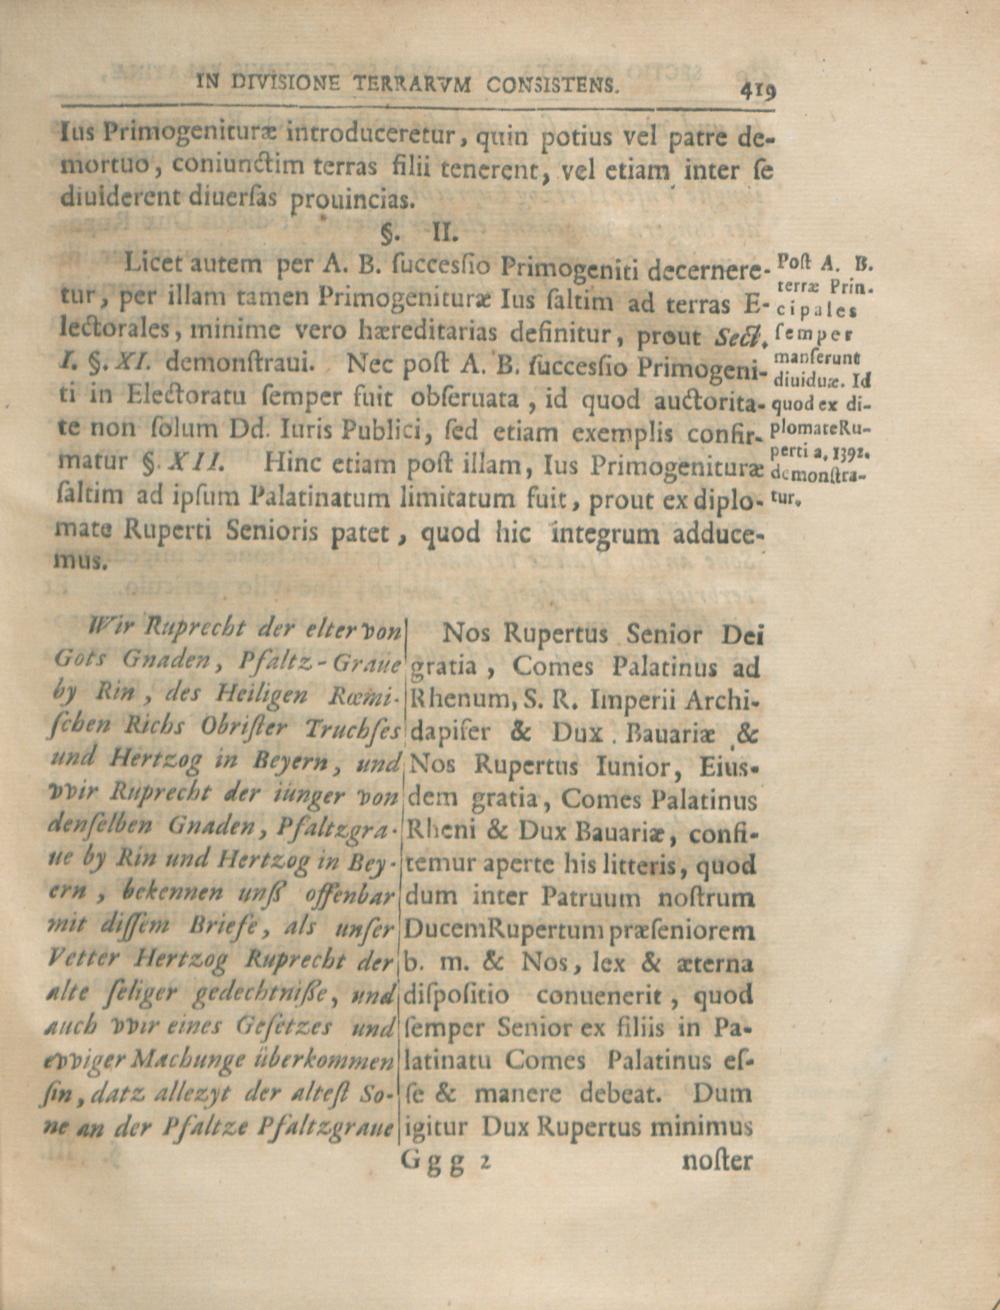 IN DIVISIONE TERRARVM CONSISTENS. 419
Ius Primogenituræ introduceretur, quin potius vel patre de-
mortuo, coniunctim terras filii tenerent, vel etiam inter ſe
diuiderent diuerſas prouincias.
§. II.
Licet autem per A. B. ſucceſſio Primogeniti decernere-
tur, per illam tamen Primogenituræ Ius ſaltim ad terras E-
lectorales, minime vero hæreditarias definitur, prout Sect.
I. §. XI. demonſtraui. Nec poſt A. B. ſucceſſio Primogeni-
ti in Electoratu ſemper fuit obſeruata, id quod auctorita-
te non ſolum Dd. Iuris Publici, ſed etiam exemplis confir-
matur §. XII. Hinc etiam poſt illam, Ius Primogenituræ
ſaltim ad ipſum Palatinatum limitatum fuit, prout ex diplo-
mate Ruperti Senioris patet, quod hic integrum adduce-
mus.
Poſt A. B.
terræ Prin-
cipales
ſemper
manſerunt
diuiduæ. Id
quod ex di-
plomate Ru-
perti a, 1392.
demonſtra-
tur.
Wir Ruprecht der elter von
Gots Gnaden, Pfaltz-Graue
by Rin, des Heiligen Rœmi-
ſchen Richs Obriſter Truchſes
und Hertzog in Beyern, und
vvir Ruprecht der iünger von
denſelben Gnaden, Pfaltzgra-
ue by Rin und Hertzog in Bey-
ern, bekennen unß offenbar
mit diſſem Briefe, als unſer
Vetter Hertzog Ruprecht der
alte ſeliger gedechtniße, und
auch vvir eines Geſetzes und
evviger Machunge überkommen
ſin, datz allezyt der alteſt So-
ne an der Pfaltze Pfaltzgraue
Nos Rupertus Senior Dei
gratia, Comes Palatinus ad
Rhenum, S. R. Imperii Archi-
dapifer & Dux Bauariæ &
Nos Rupertus Iunior, Eius-
dem gratia, Comes Palatinus
Rheni & Dux Bauariæ, confi-
temur aperte his litteris, quod
dum inter Patruum noſtrum
Ducem Rupertum præſeniorem
b. m. & Nos, lex & æterna
diſpoſitio conuenerit, quod
ſemper Senior ex filiis in Pa-
latinatu Comes Palatinus eſ-
ſe & manere debeat. Dum
igitur Dux Rupertus minimus
Ggg 2 noſter